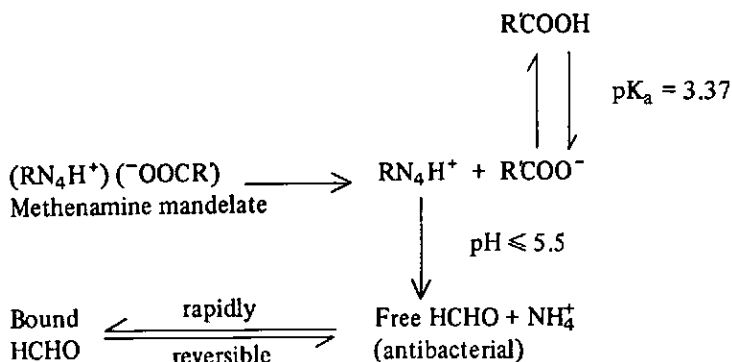 R'COOH
pKₐ = 3.37
(RN₄H⁺) (⁻OOCR') RN₄H⁺ + R'COO⁻
Methenamine mandelate
pH ⩽ 5.5
Bound rapidly Free HCHO + NH₄⁺
HCHO reversible (antibacterial)